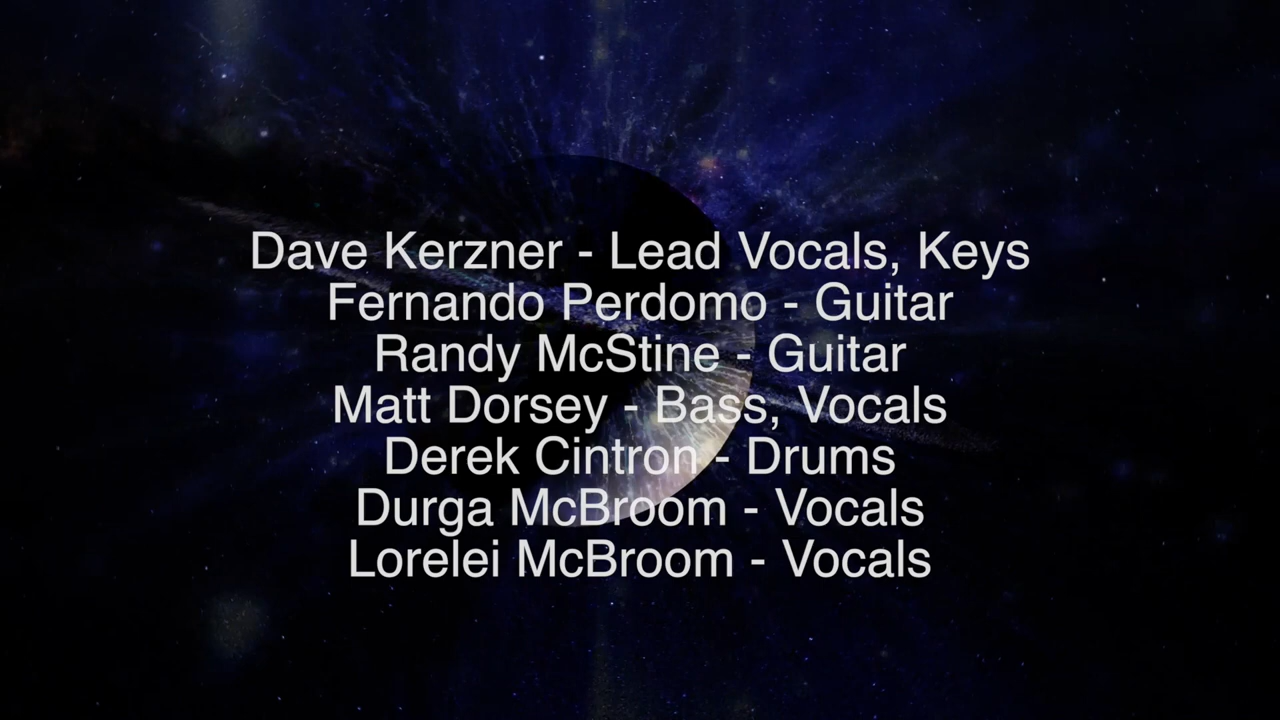 Dave Kerzner - Lead Vocals, Keys
Fernando Perdomo - Guitar
Randy McStine - Guitar
Matt Dorsey - Bass, Vocals
Derek Cintron - Drums
Durga McBroom - Vocals
Lorelei McBroom - Vocals